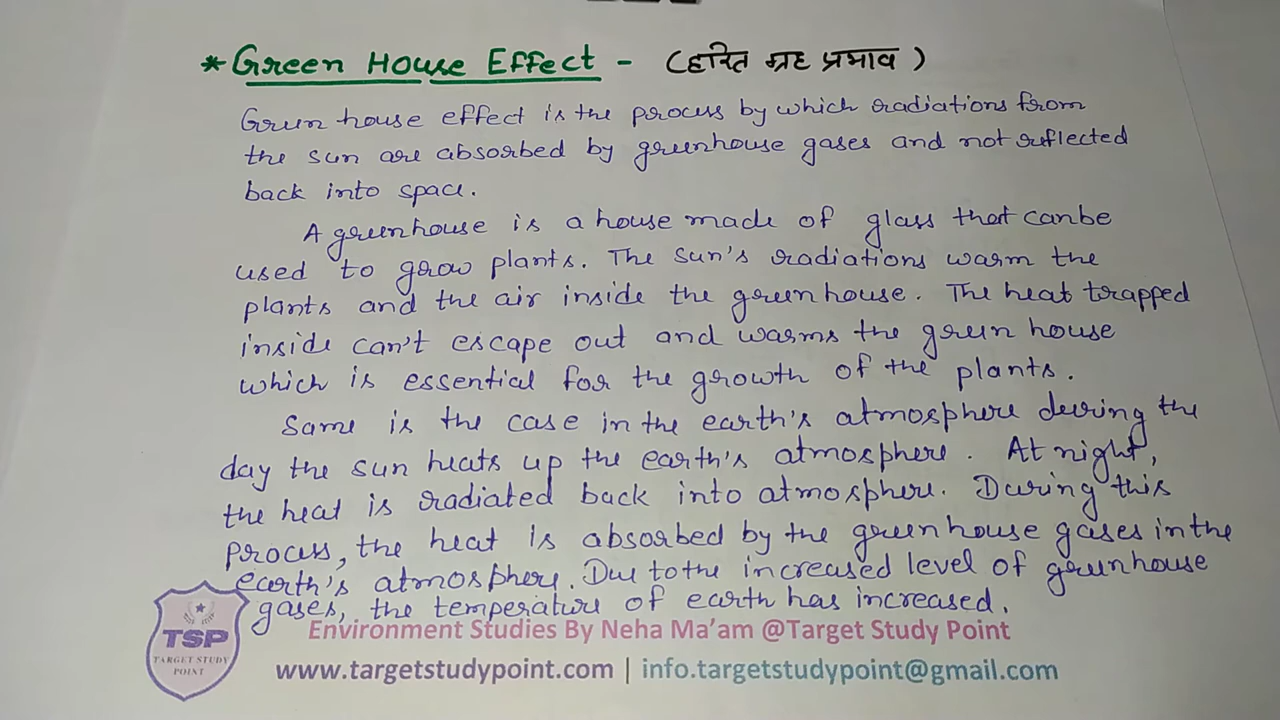 * Green House Effect - (हरित ग्रह प्रभाव)
Green house effect is the process by which radiations from
the sun are absorbed by greenhouse gases and not reflected
back into space.
A greenhouse is a house made of glass that can be
used to grow plants. The sun's radiations warm the
plants and the air inside the greenhouse. The heat trapped
inside can't escape out and warms the green house
which is essential for the growth of the plants.
Same is the case in the earth's atmosphere during the
day the sun heats up the earth's atmosphere. At night,
the heat is radiated back into atmosphere. During this
process, the heat is absorbed by the greenhouse gases in the
earth's atmosphere. Due to the increased level of greenhouse
gases, the temperature of earth has increased.
TSP
TARGET STUDY
POINT
Environment Studies By Neha Ma'am @Target Study Point
www.targetstudypoint.com | info.targetstudypoint@gmail.com